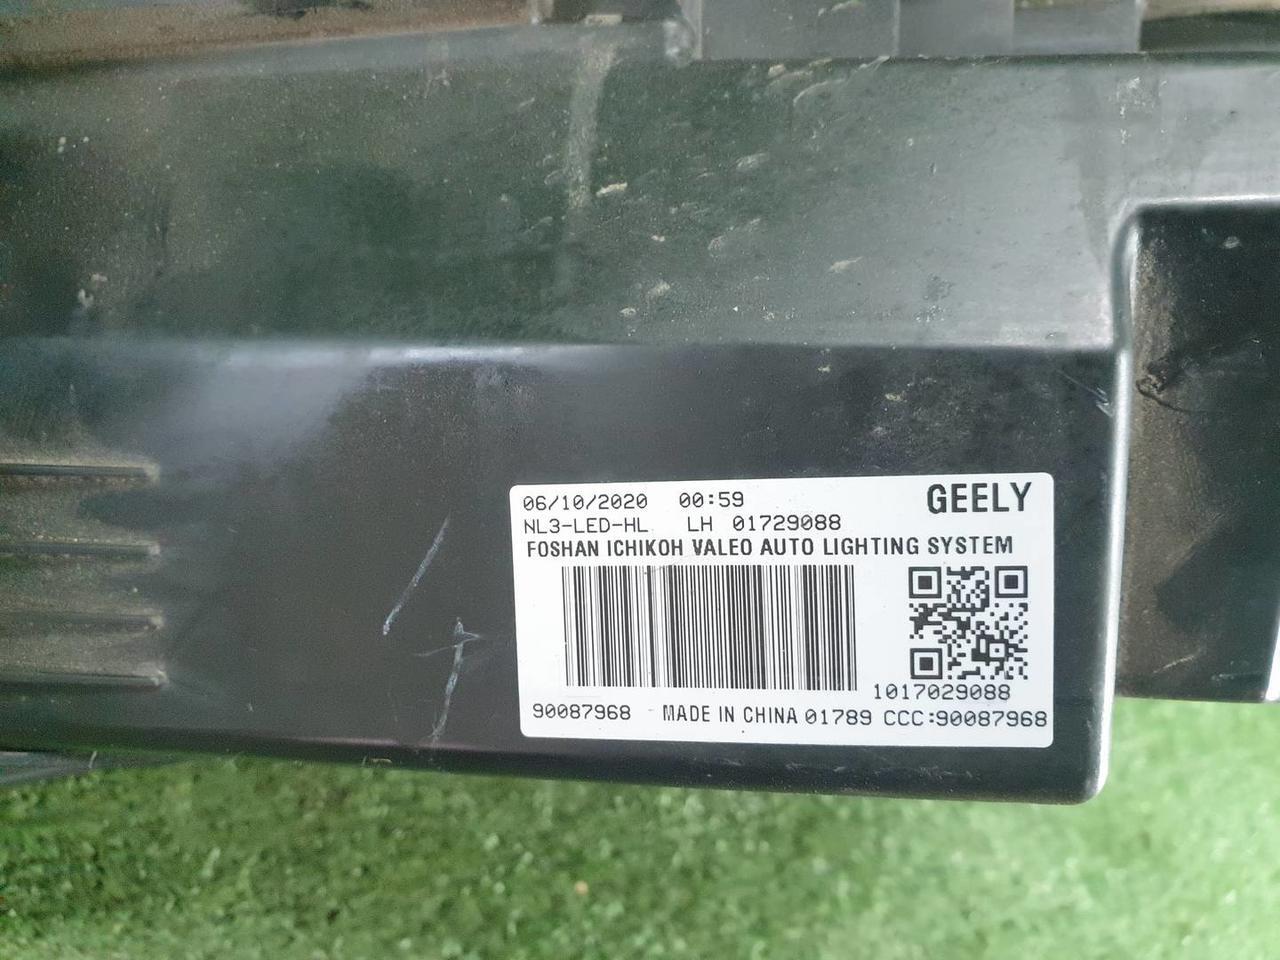 06/10/2020 00:59 GEELY
NL3-LED-HL LH 01729088
FOSHAN ICHIKOH VALEO AUTO LIGHTING SYSTEM
1017029088
90087968 - MADE IN CHINA 01789 CCC:90087968